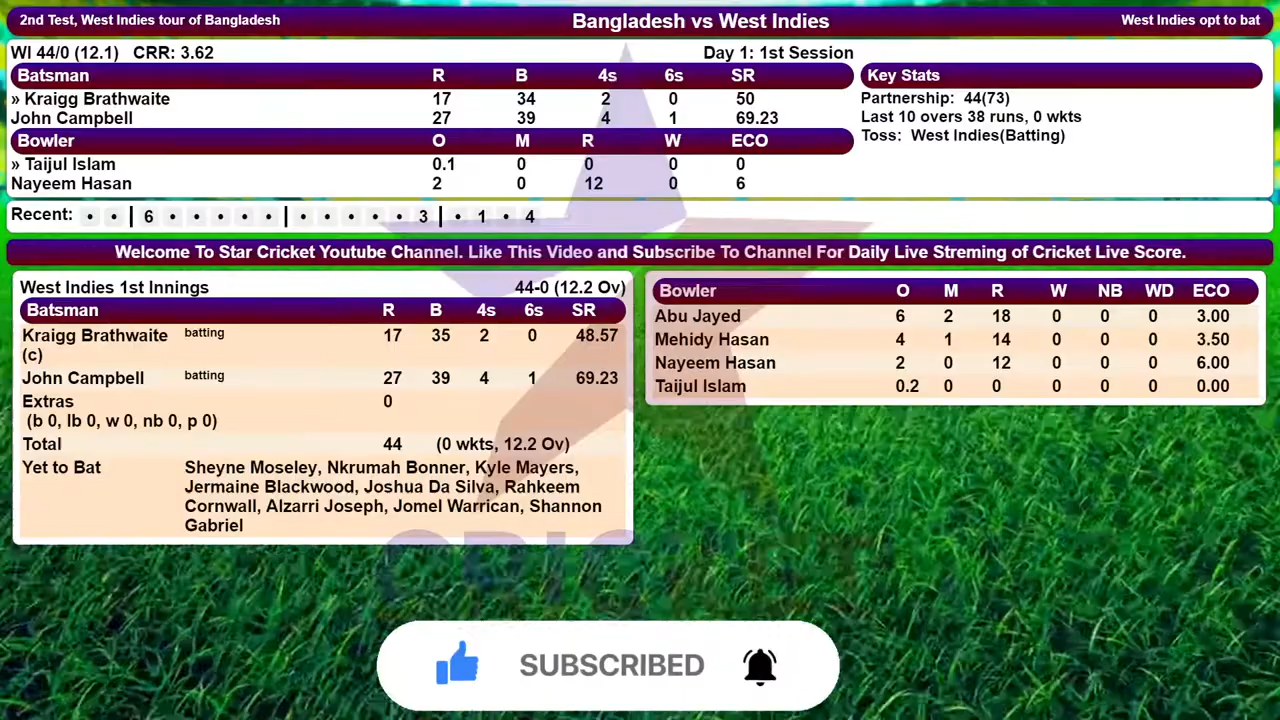 2nd Test, West Indies tour of Bangladesh Bangladesh vs West Indies West Indies opt to bat
WI 44/0 (12.1) CRR: 3.62 Day 1: 1st Session
Batsman R B 4s 6s SR
» Kraigg Brathwaite 17 34 2 0 50
John Campbell 27 39 4 1 69.23
Bowler O M R W ECO
» Taijul Islam 0.1 0 0 0 0
Nayeem Hasan 2 0 12 0 6
Key Stats
Partnership: 44(73)
Last 10 overs 38 runs, 0 wkts
Toss: West Indies(Batting)
Recent: • • | 6 • • • • • | • • • • • 3 | • 1 • 4
Welcome To Star Cricket Youtube Channel. Like This Video and Subscribe To Channel For Daily Live Streming of Cricket Live Score.
West Indies 1st Innings 44-0 (12.2 Ov)
Batsman R B 4s 6s SR
Kraigg Brathwaite batting 17 35 2 0 48.57
(c)
John Campbell batting 27 39 4 1 69.23
Extras 0
(b 0, lb 0, w 0, nb 0, p 0)
Total 44 (0 wkts, 12.2 Ov)
Yet to Bat Sheyne Moseley, Nkrumah Bonner, Kyle Mayers,
Jermaine Blackwood, Joshua Da Silva, Rahkeem
Cornwall, Alzarri Joseph, Jomel Warrican, Shannon
Gabriel
Bowler O M R W NB WD ECO
Abu Jayed 6 2 18 0 0 0 3.00
Mehidy Hasan 4 1 14 0 0 0 3.50
Nayeem Hasan 2 0 12 0 0 0 6.00
Taijul Islam 0.2 0 0 0 0 0 0.00
CRICKET
SUBSCRIBED